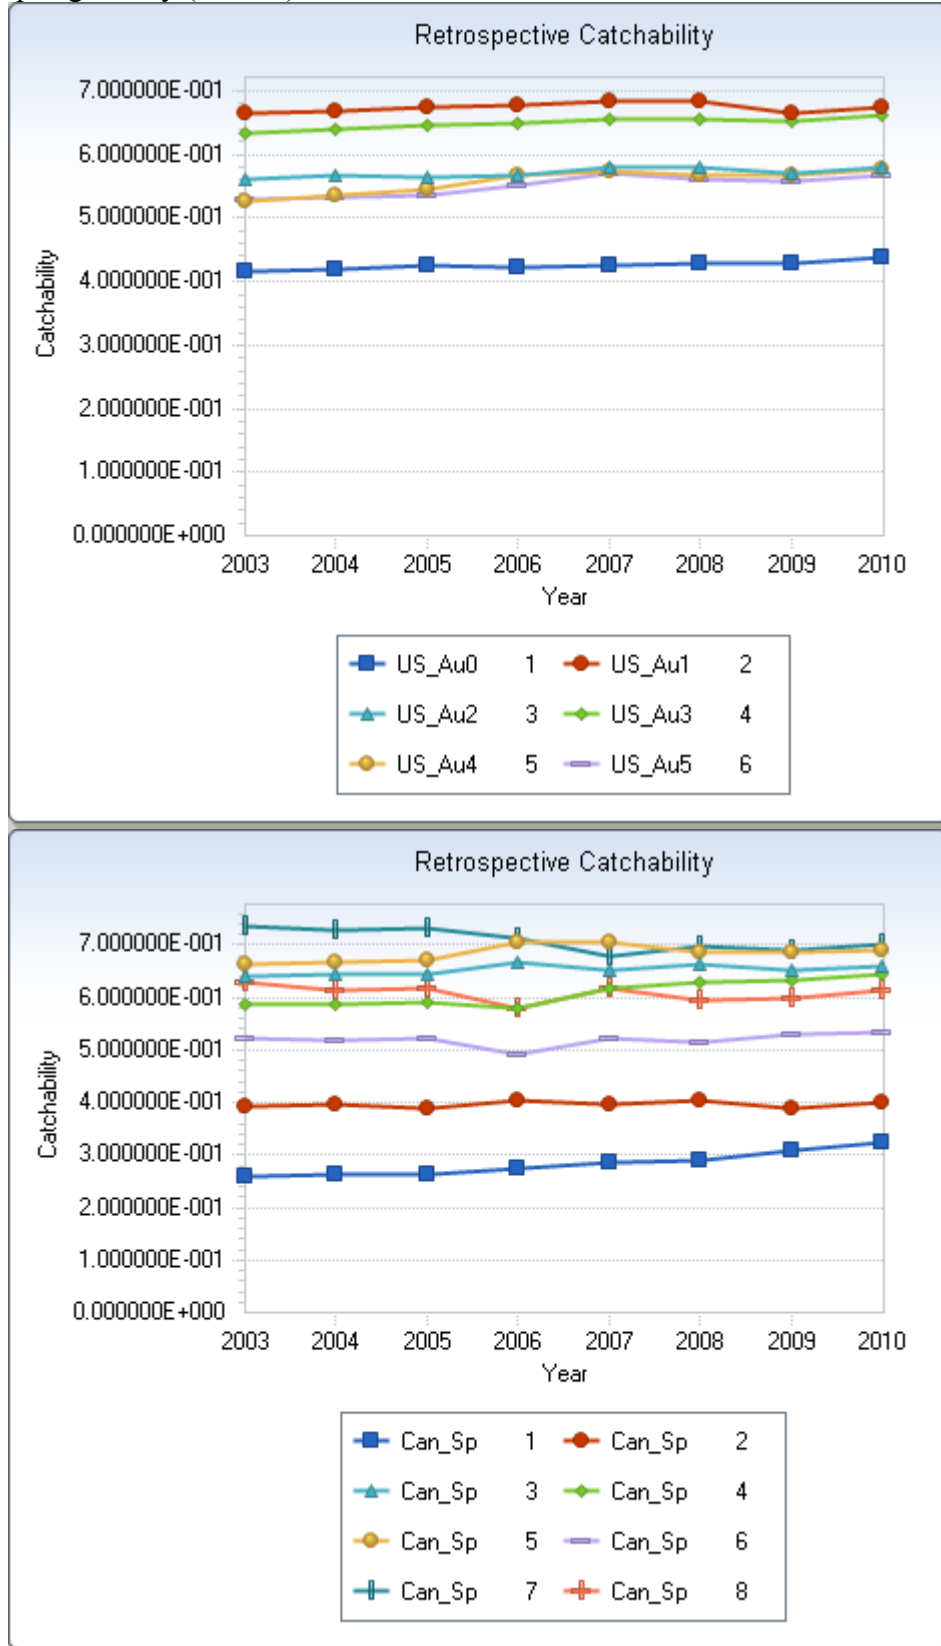 Retrospective Catchability
7.000000E-001
6.000000E-001
5.000000E-001
4.000000E-001
3.000000E-001
2.000000E-001
1.000000E-001
0.000000E+000
Catchability
2003 2004 2005 2006 2007 2008 2009 2010
Year
US_Au0 1 US_Au1 2
US_Au2 3 US_Au3 4
US_Au4 5 US_Au5 6
Retrospective Catchability
7.000000E-001
6.000000E-001
5.000000E-001
4.000000E-001
3.000000E-001
2.000000E-001
1.000000E-001
0.000000E+000
Catchability
2003 2004 2005 2006 2007 2008 2009 2010
Year
Can_Sp 1 Can_Sp 2
Can_Sp 3 Can_Sp 4
Can_Sp 5 Can_Sp 6
Can_Sp 7 Can_Sp 8